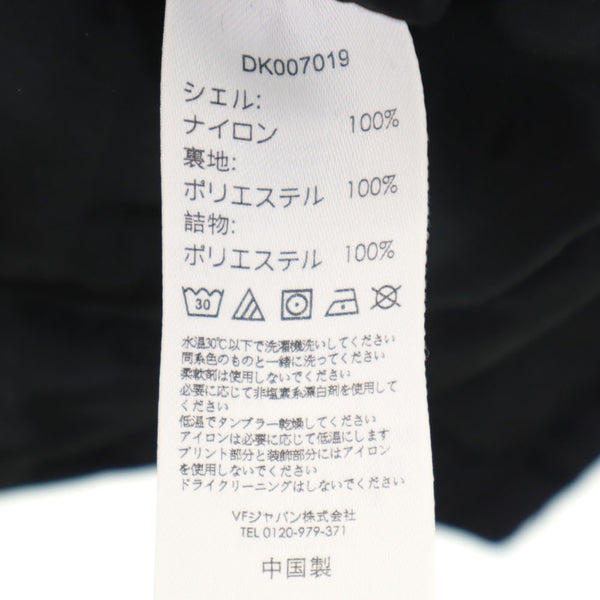 DK007019
シェル:
ナイロン 100%
裏地:
ポリエステル 100%
詰物:
ポリエステル 100%
30
水温30℃以下で洗濯機洗いしてください
同系色のものと一緒に洗ってください
柔軟剤は使用しないでください
必要に応じて非塩素系漂白剤を使用してください
低温でタンブラー乾燥してください
アイロンは必要に応じて低温にします
プリント部分と装飾部分にはアイロン
を使用しないでください
ドライクリーニングはしないでください
VFジャパン株式会社
TEL 0120-979-371
中国製